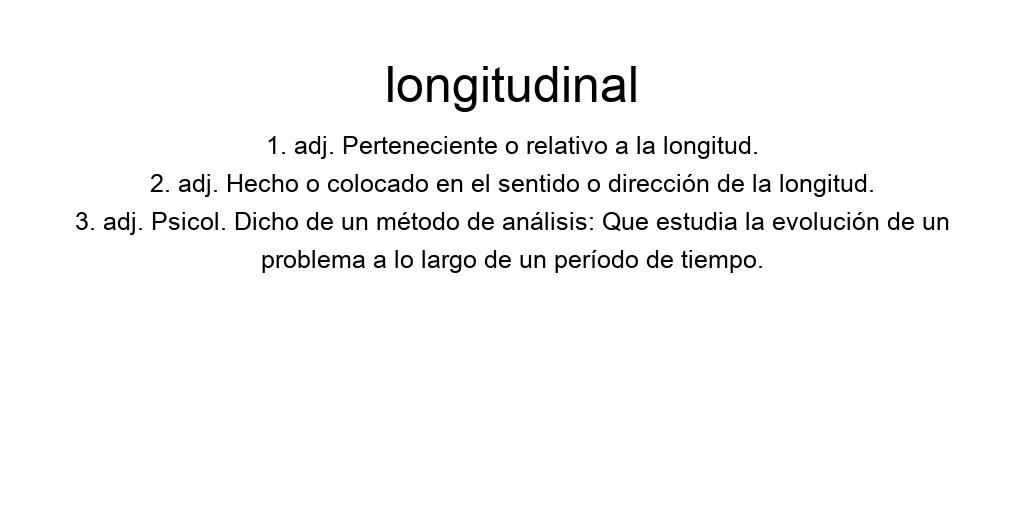 longitudinal
1. adj. Perteneciente o relativo a la longitud.
2. adj. Hecho o colocado en el sentido o dirección de la longitud.
3. adj. Psicol. Dicho de un método de análisis: Que estudia la evolución de un
problema a lo largo de un período de tiempo.